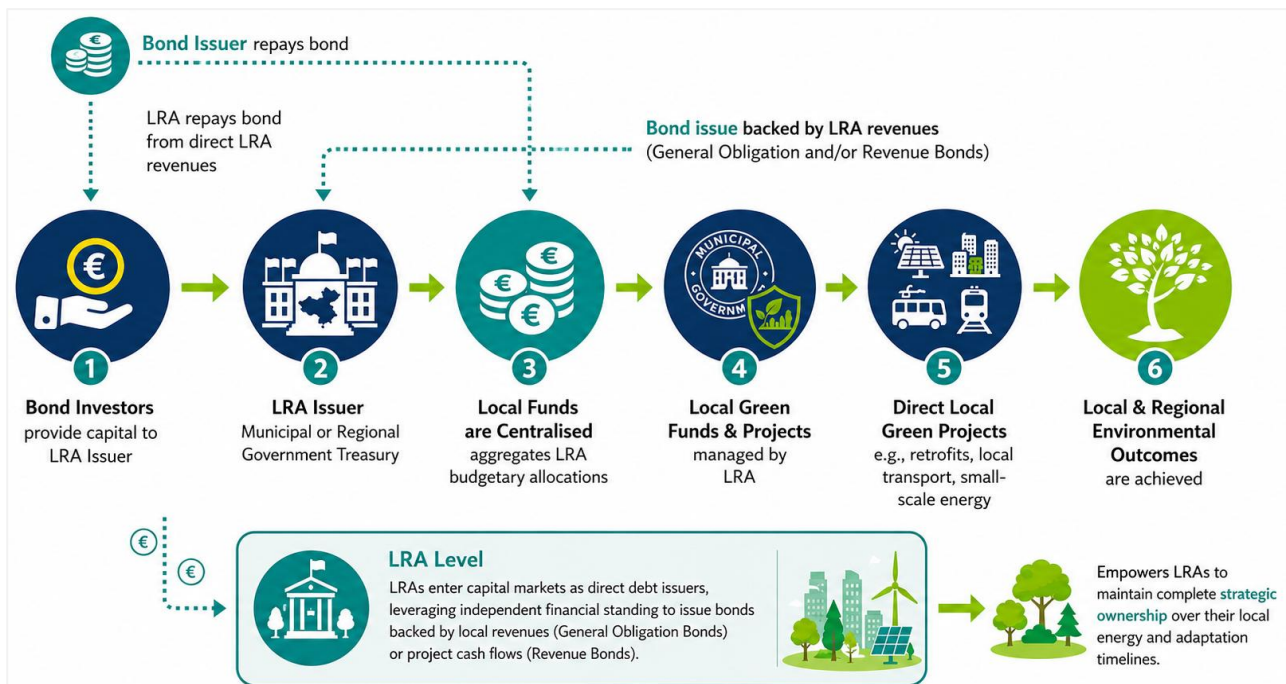 Bond Issuer repays bond
LRA repays bond
from direct LRA
revenues
Bond issue backed by LRA revenues
(General Obligation and/or Revenue Bonds)
€
€
€
€
€
MUNICIPAL
1
2
3
4
5
6
Bond Investors
provide capital to
LRA Issuer
LRA Issuer
Municipal or Regional
Government Treasury
Local Funds
are Centralised
aggregates LRA
budgetary allocations
Local Green
Funds & Projects
managed by
LRA
Direct Local
Green Projects
e.g., retrofits, local
transport, small-
scale energy
Local & Regional
Environmental
Outcomes
are achieved
€
€
LRA Level
LRAs enter capital markets as direct debt issuers,
leveraging independent financial standing to issue bonds
backed by local revenues (General Obligation Bonds)
or project cash flows (Revenue Bonds).
Empowers LRAs to
maintain complete strategic
ownership over their local
energy and adaptation
timelines.